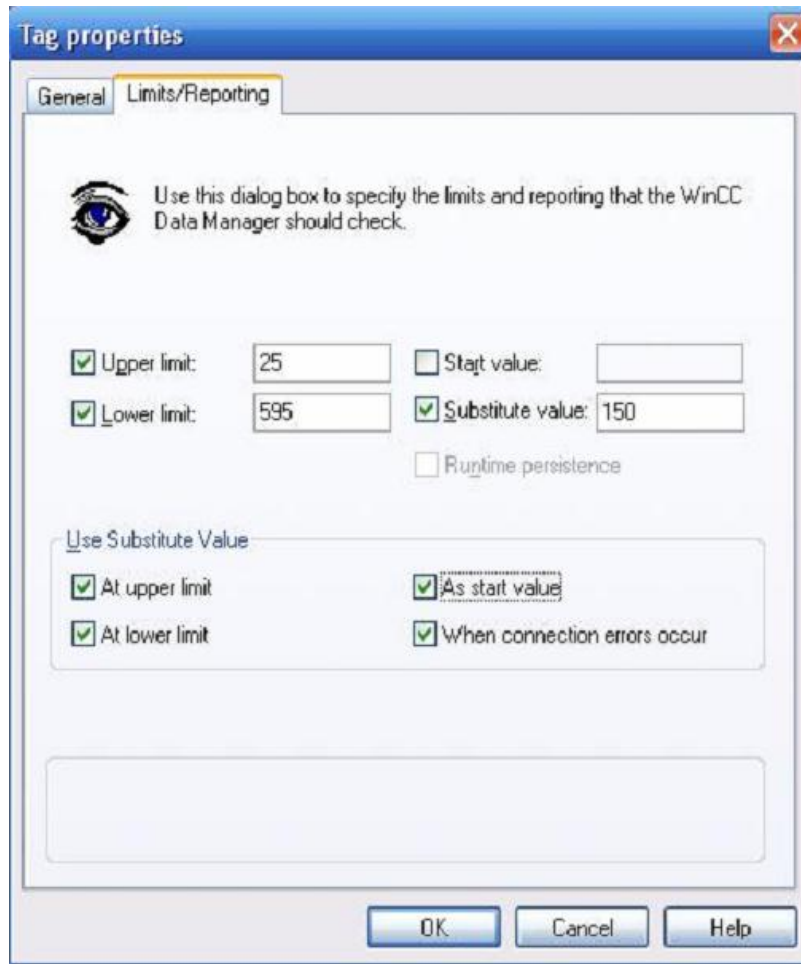 Tag properties
General Limits/Reporting
Use this dialog box to specify the limits and reporting that the WinCC
Data Manager should check.
Upper limit: 25 Start value:
Lower limit: 595 Substitute value: 150
Runtime persistence
Use Substitute Value
At upper limit As start value
At lower limit When connection errors occur
OK Cancel Help